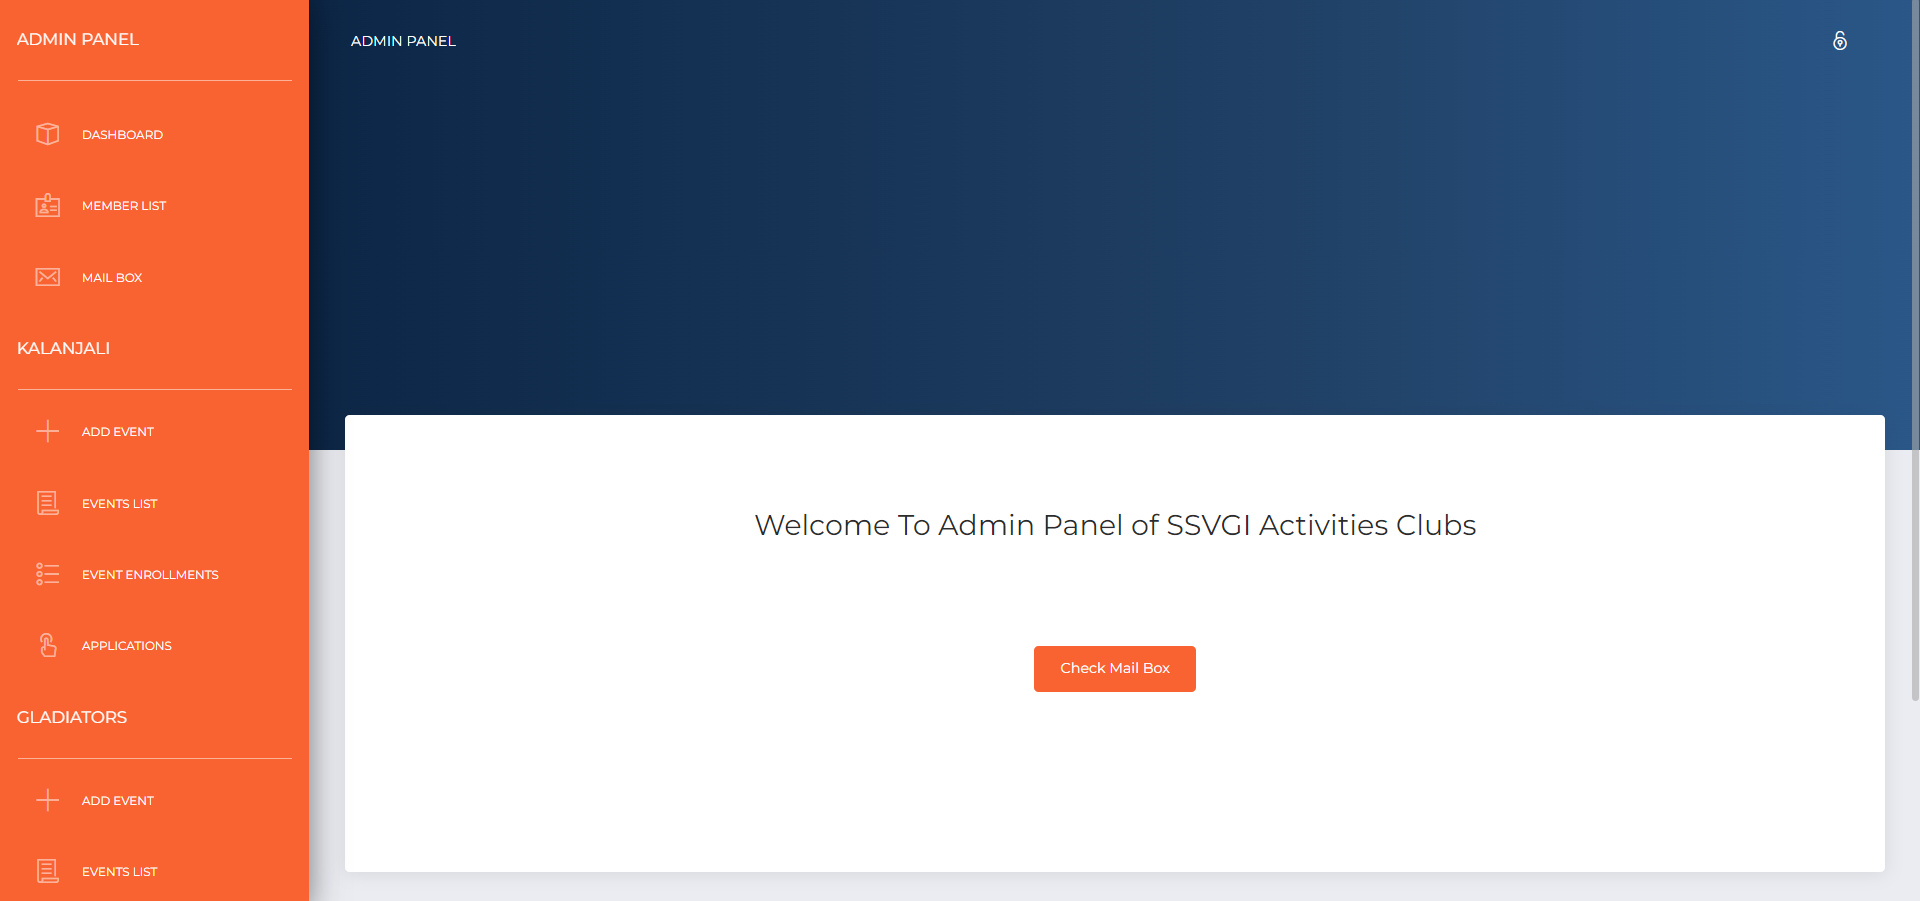 ADMIN PANEL
DASHBOARD
MEMBER LIST
MAIL BOX
KALANJALI
ADD EVENT
EVENTS LIST
EVENT ENROLLMENTS
APPLICATIONS
GLADIATORS
ADD EVENT
EVENTS LIST
ADMIN PANEL
Welcome To Admin Panel of SSVGI Activities Clubs
Check Mail Box